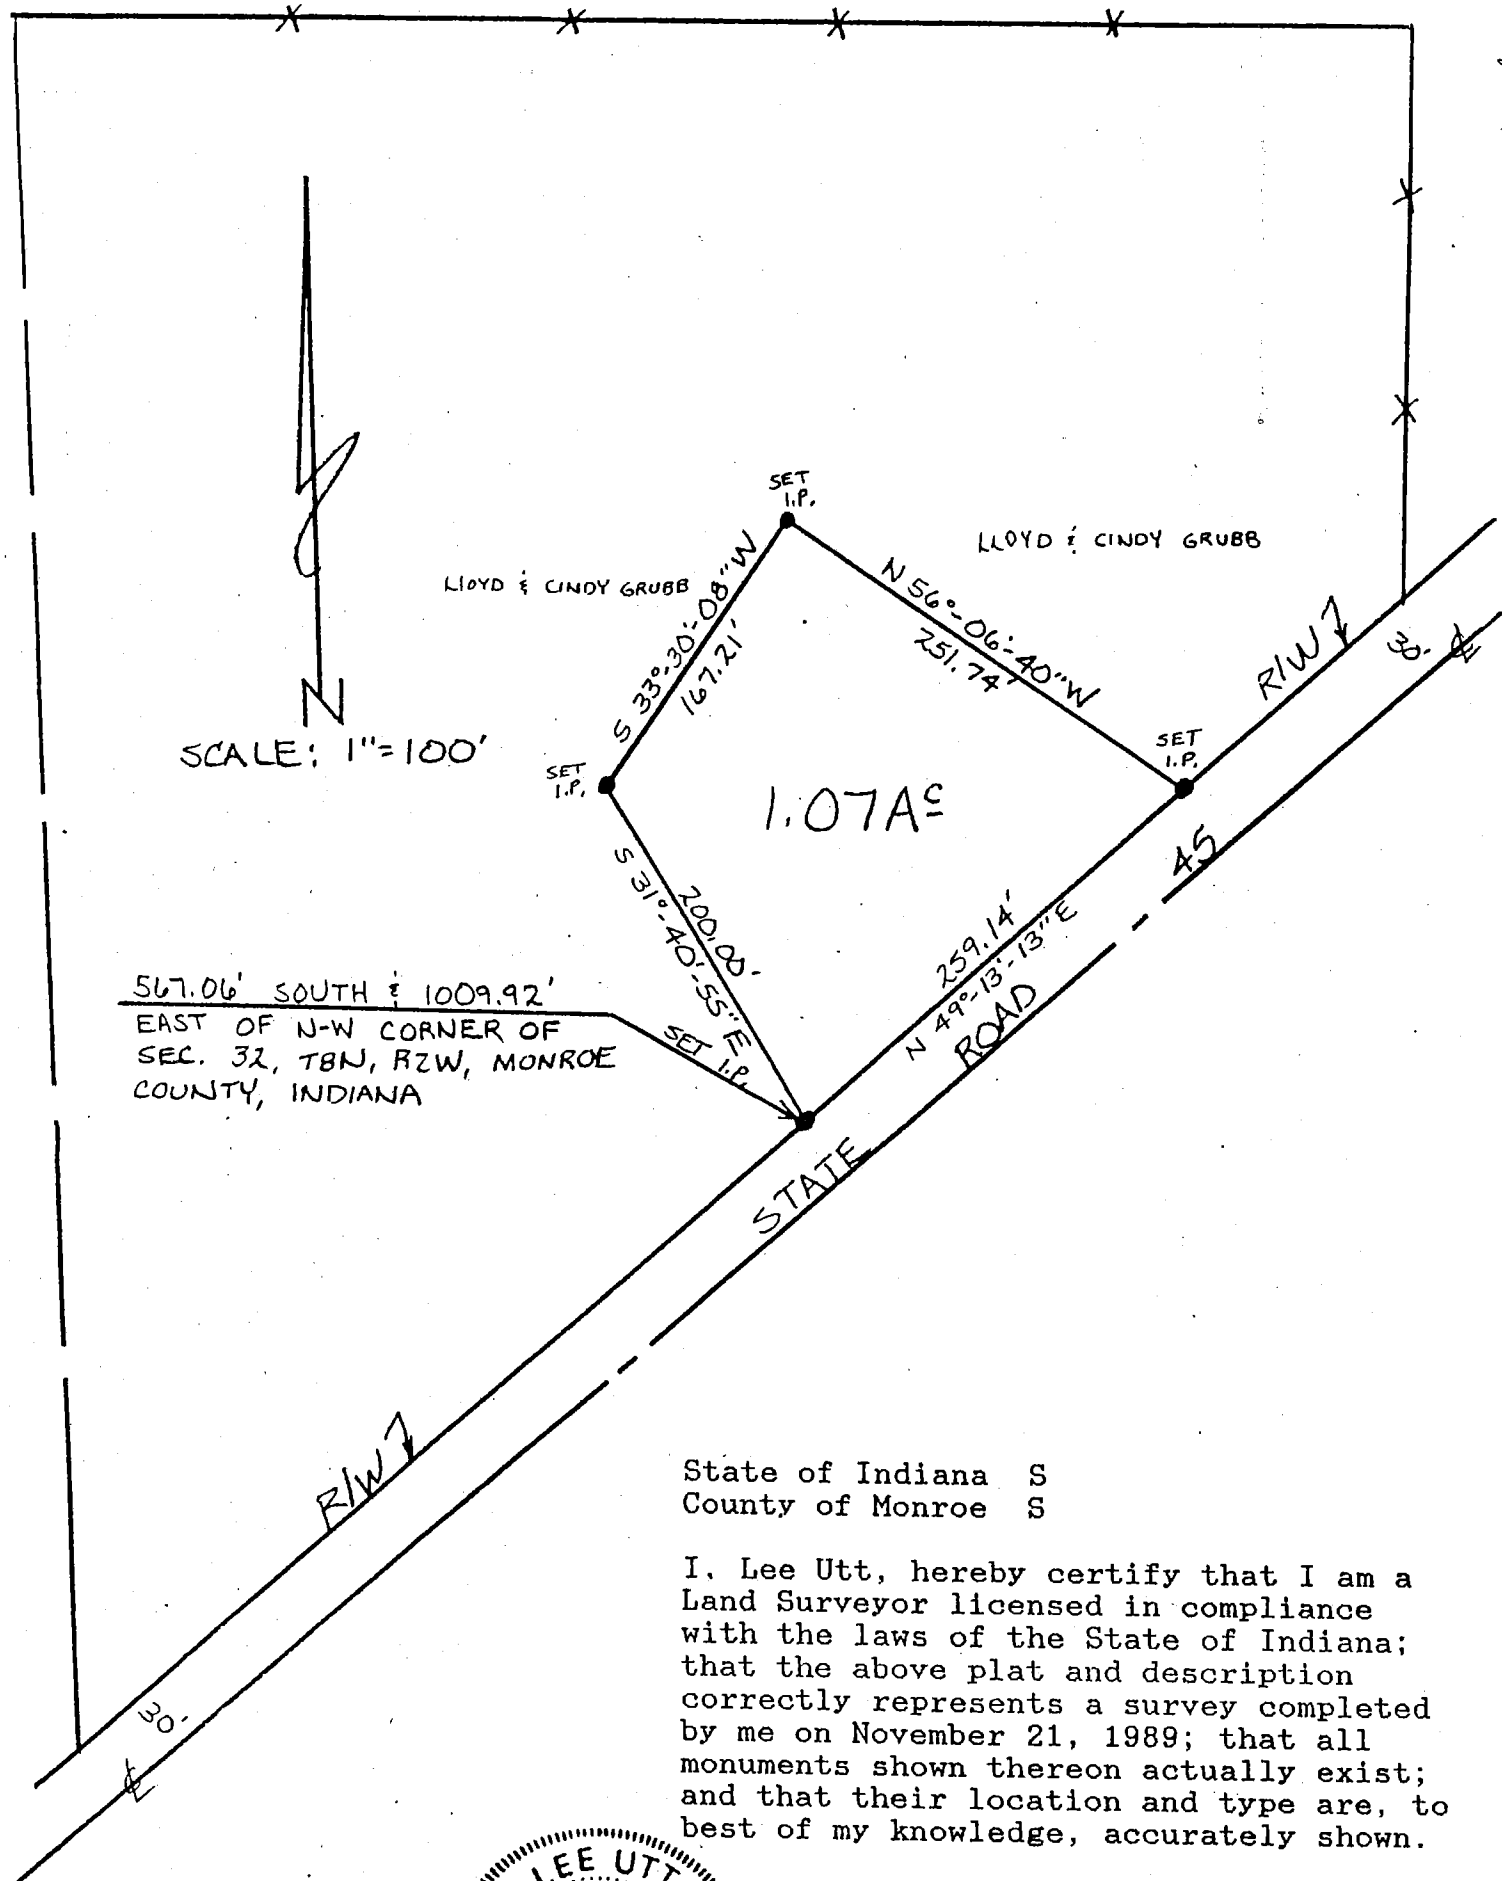 SET
I.P.
LLOYD & CINDY GRUBB
LLOYD & CINDY GRUBB
S 33°-30'-08"W
167.21'
N 56°-06'-40"W
251.74'
R/W
30'
℄
N
SCALE: 1"=100'
SET
I.P.
SET
I.P.
1.07Ac
S 31°-40'-55"E
200.00'
259.14'
N 49°-13'-13"E
STATE ROAD 45
567.06' SOUTH & 1009.92'
EAST OF N-W CORNER OF
SEC. 32, T8N, R2W, MONROE
COUNTY, INDIANA
SET I.P.
R/W
30'
℄
State of Indiana S
County of Monroe S
I. Lee Utt, hereby certify that I am a
Land Surveyor licensed in compliance
with the laws of the State of Indiana;
that the above plat and description
correctly represents a survey completed
by me on November 21, 1989; that all
monuments shown thereon actually exist;
and that their location and type are, to
best of my knowledge, accurately shown.
LEE UTT